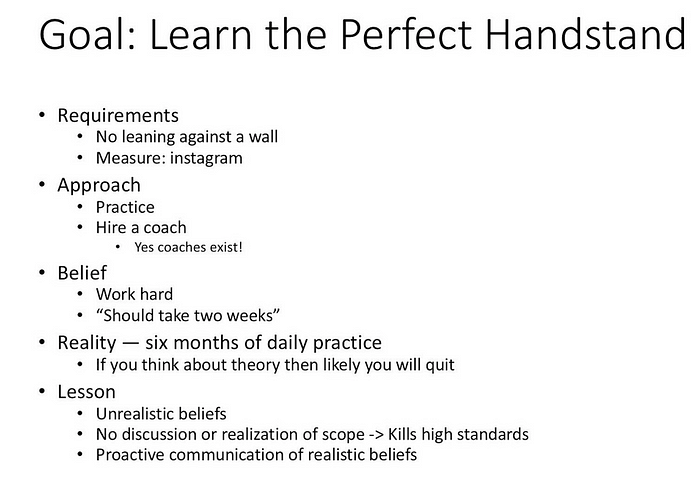 Goal: Learn the Perfect Handstand
• Requirements
• No leaning against a wall
• Measure: instagram
• Approach
• Practice
• Hire a coach
• Yes coaches exist!
• Belief
• Work hard
• “Should take two weeks”
• Reality — six months of daily practice
• If you think about theory then likely you will quit
• Lesson
• Unrealistic beliefs
• No discussion or realization of scope -> Kills high standards
• Proactive communication of realistic beliefs